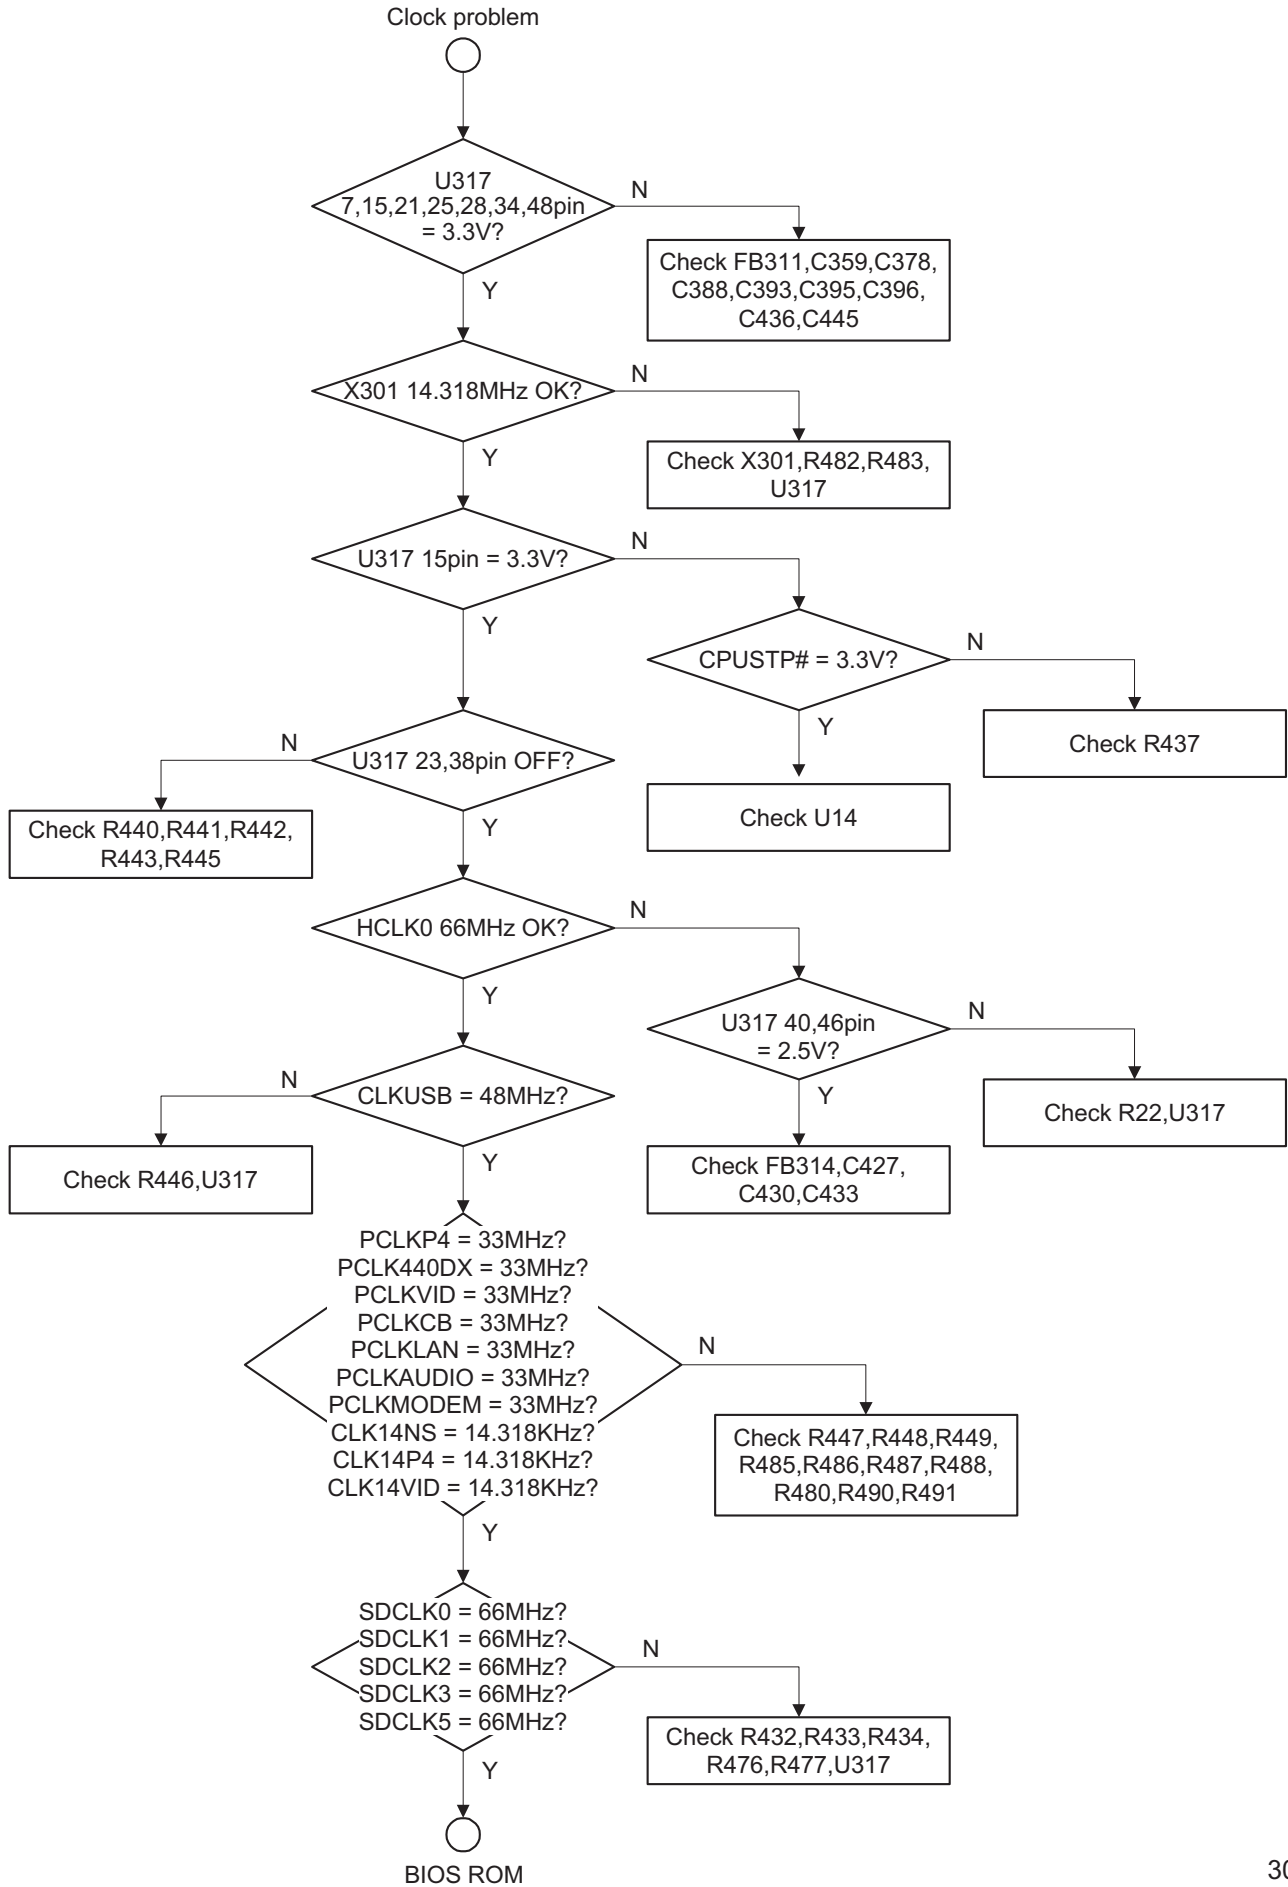 Clock problem
U317
7,15,21,25,28,34,48pin
= 3.3V?
N
Check FB311,C359,C378,
C388,C393,C395,C396,
C436,C445
Y
X301 14.318MHz OK?
N
Check X301,R482,R483,
U317
Y
U317 15pin = 3.3V?
N
Y
CPUSTP# = 3.3V?
N
Check R437
Y
Check U14
U317 23,38pin OFF?
N
Check R440,R441,R442,
R443,R445
Y
HCLK0 66MHz OK?
N
Y
U317 40,46pin
= 2.5V?
N
Check R22,U317
Y
Check FB314,C427,
C430,C433
CLKUSB = 48MHz?
N
Check R446,U317
Y
PCLKP4 = 33MHz?
PCLK440DX = 33MHz?
PCLKVID = 33MHz?
PCLKCB = 33MHz?
PCLKLAN = 33MHz?
PCLKAUDIO = 33MHz?
PCLKMODEM = 33MHz?
CLK14NS = 14.318KHz?
CLK14P4 = 14.318KHz?
CLK14VID = 14.318KHz?
N
Check R447,R448,R449,
R485,R486,R487,R488,
R480,R490,R491
Y
SDCLK0 = 66MHz?
SDCLK1 = 66MHz?
SDCLK2 = 66MHz?
SDCLK3 = 66MHz?
SDCLK5 = 66MHz?
N
Check R432,R433,R434,
R476,R477,U317
Y
BIOS ROM